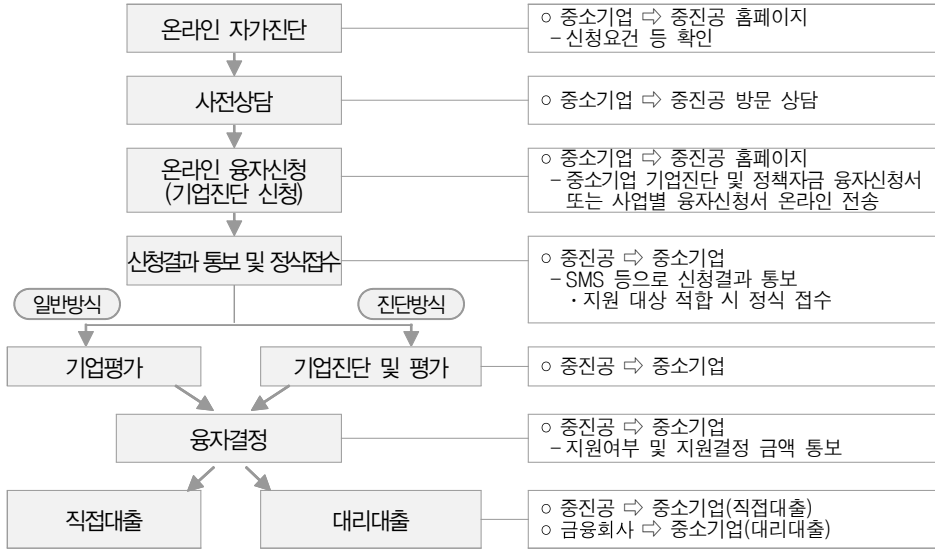 온라인 자가진단
○ 중소기업 ⇨ 중진공 홈페이지
– 신청요건 등 확인
사전상담
○ 중소기업 ⇨ 중진공 방문 상담
온라인 융자신청
(기업진단 신청)
○ 중소기업 ⇨ 중진공 홈페이지
– 중소기업 기업진단 및 정책자금 융자신청서
또는 사업별 융자신청서 온라인 전송
신청결과 통보 및 정식접수
○ 중진공 ⇨ 중소기업
– SMS 등으로 신청결과 통보
· 지원 대상 적합 시 정식 접수
일반방식
진단방식
기업평가
기업진단 및 평가
○ 중진공 ⇨ 중소기업
융자결정
○ 중진공 ⇨ 중소기업
– 지원여부 및 지원결정 금액 통보
직접대출
대리대출
○ 중진공 ⇨ 중소기업(직접대출)
○ 금융회사 ⇨ 중소기업(대리대출)